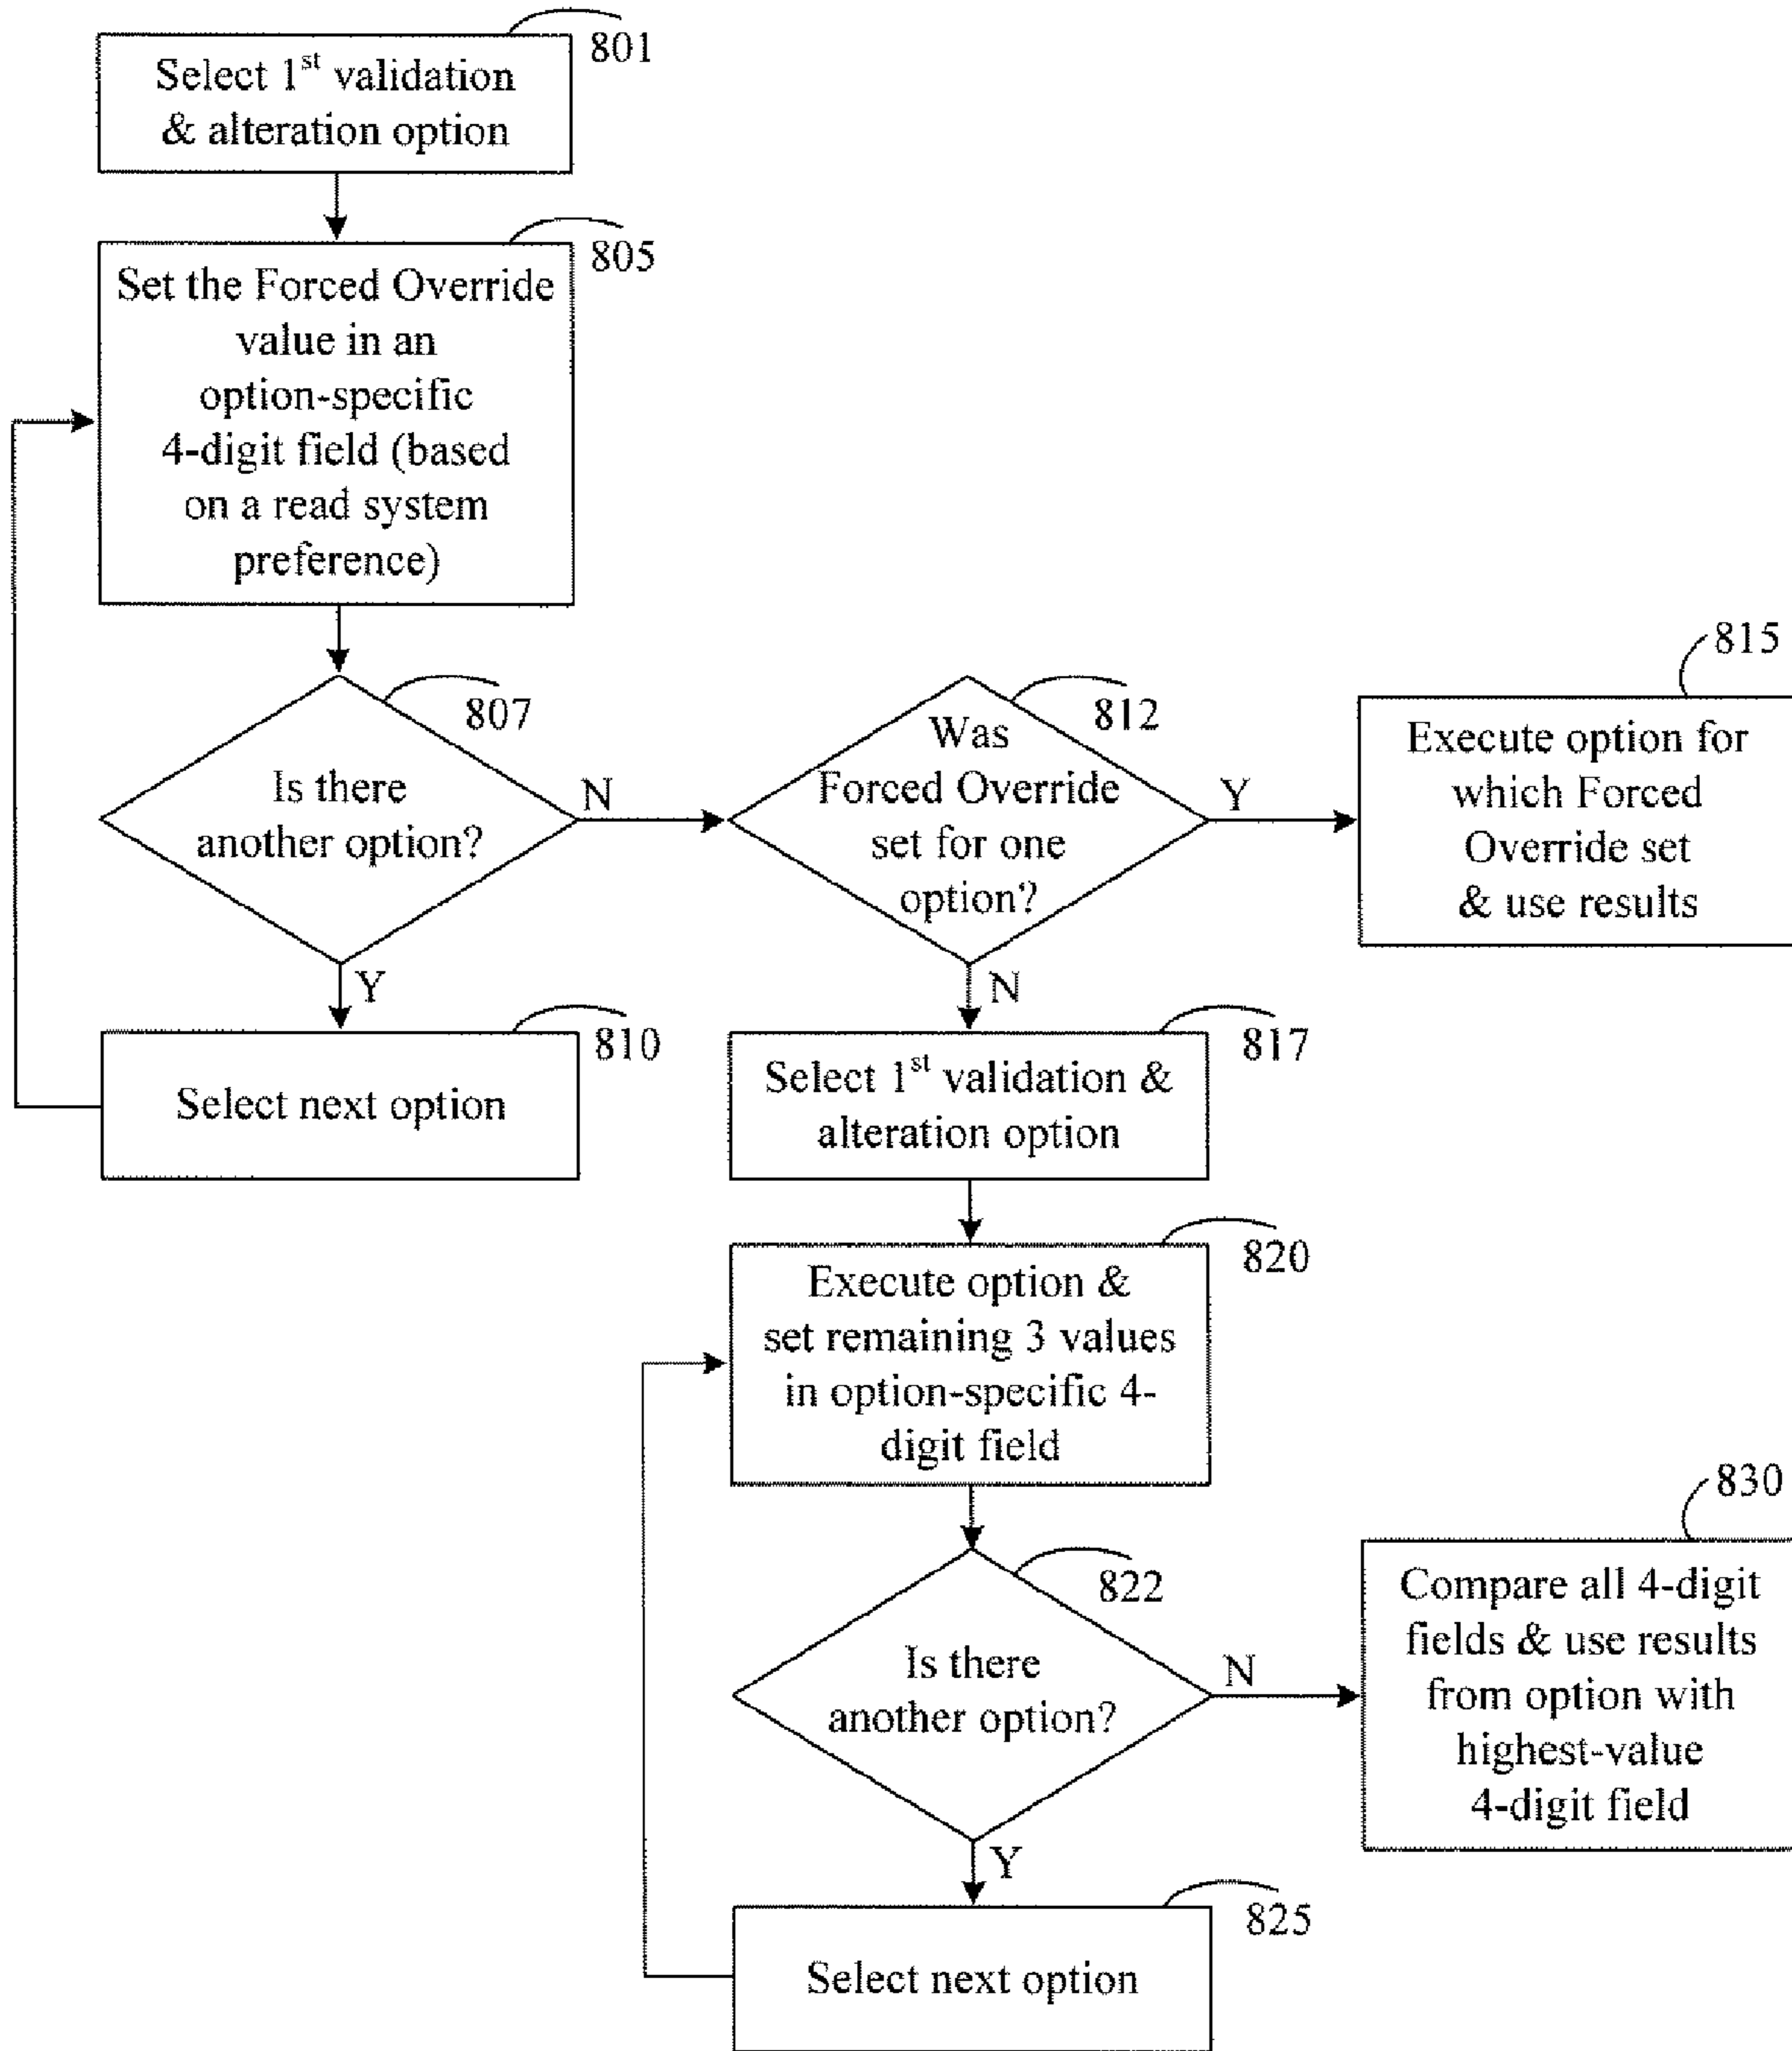 801
Select 1st validation
& alteration option
805
Set the Forced Override
value in an
option-specific
4-digit field (based
on a read system
preference)
807
Is there
another option?
N
Y
810
Select next option
812
Was
Forced Override
set for one
option?
Y
N
815
Execute option for
which Forced
Override set
& use results
817
Select 1st validation &
alteration option
820
Execute option &
set remaining 3 values
in option-specific 4-
digit field
822
Is there
another option?
N
Y
825
Select next option
830
Compare all 4-digit
fields & use results
from option with
highest-value
4-digit field